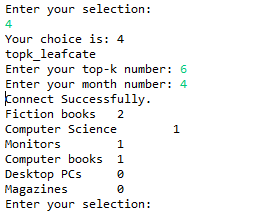 Enter your selection:
4
Your choice is: 4
topk_leafcate
Enter your top-k number: 6
Enter your month number: 4
Connect Successfully.
Fiction books 2
Computer Science 1
Monitors 1
Computer books 1
Desktop PCs 0
Magazines 0
Enter your selection: